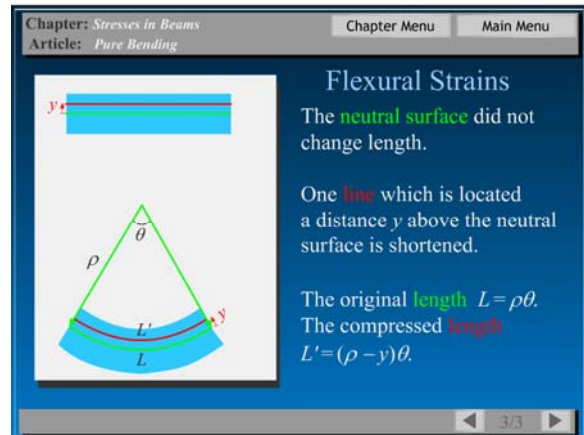 Chapter: Stresses in Beams
Article: Pure Bending
Chapter Menu
Main Menu
y
θ
ρ
L'
y
L
Flexural Strains
The neutral surface did not
change length.
One line which is located
a distance y above the neutral
surface is shortened.
The original length L = ρθ.
The compressed length
L' = (ρ – y)θ.
3/3